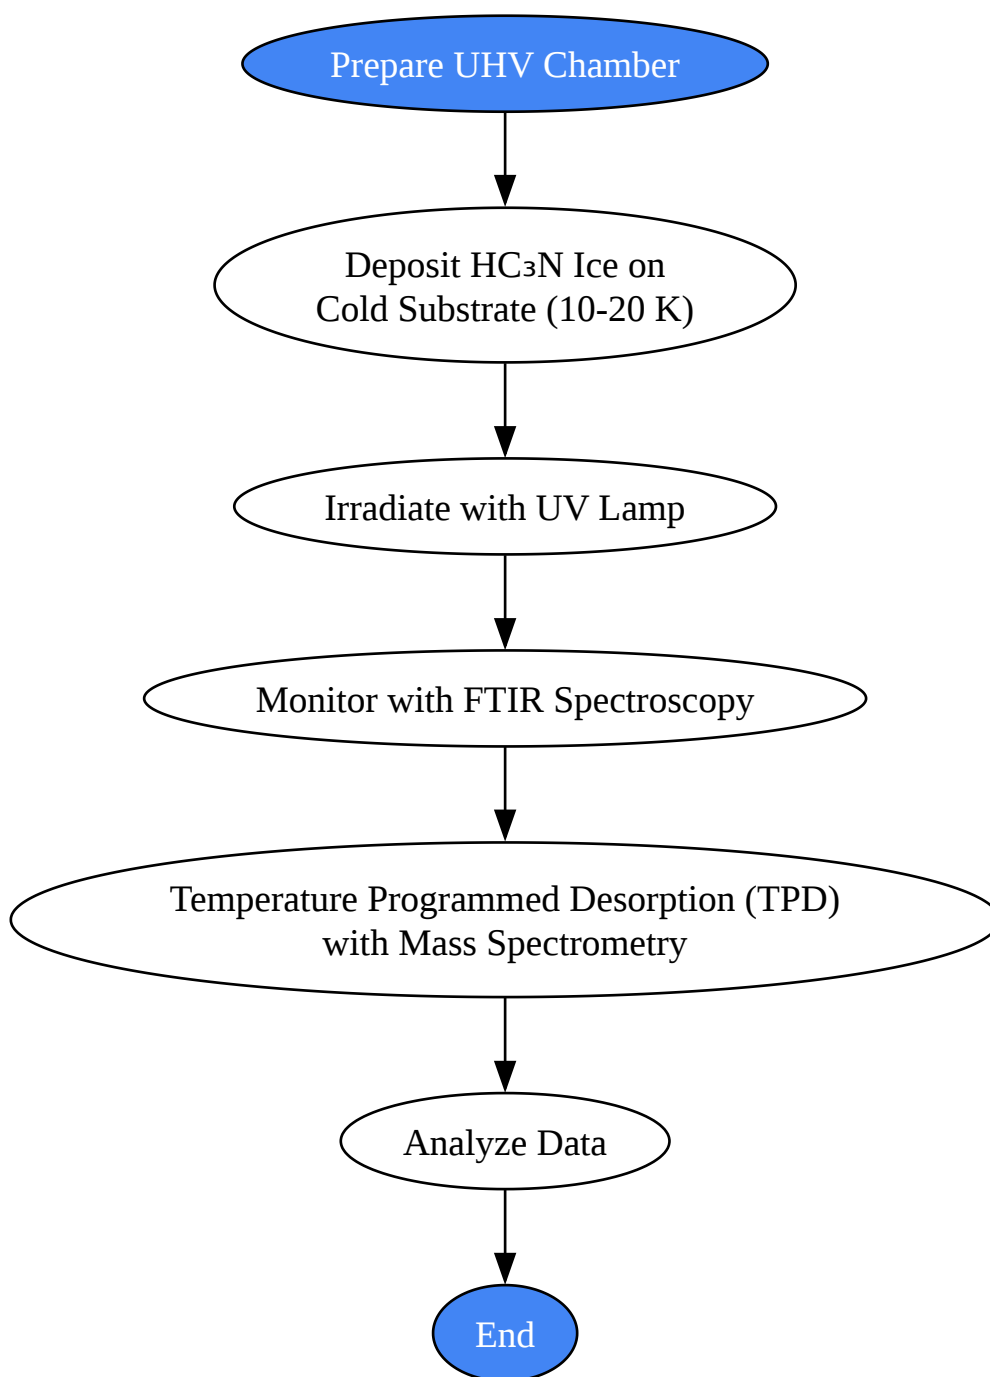 Prepare UHV Chamber
Deposit HC₃N Ice on
Cold Substrate (10-20 K)
Irradiate with UV Lamp
Monitor with FTIR Spectroscopy
Temperature Programmed Desorption (TPD)
with Mass Spectrometry
Analyze Data
End